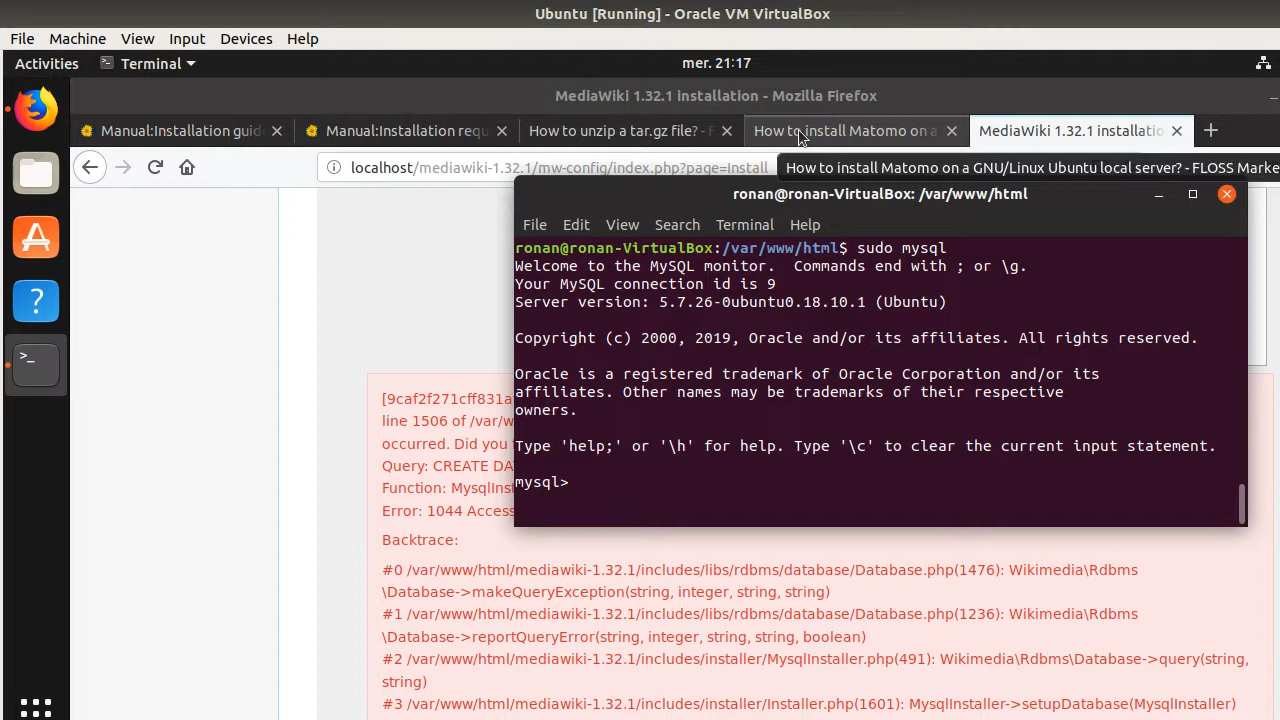 Ubuntu [Running] - Oracle VM VirtualBox
File Machine View Input Devices Help
Activities Terminal mer. 21:17
MediaWiki 1.32.1 installation - Mozilla Firefox
Manual:Installation guid Manual:Installation requ How to unzip a tar.gz file? - F How to install Matomo on a MediaWiki 1.32.1 installatio
localhost/mediawiki-1.32.1/mw-config/index.php?page=Install
How to install Matomo on a GNU/Linux Ubuntu local server? - FLOSS Marke
ronan@ronan-VirtualBox: /var/www/html
File Edit View Search Terminal Help
ronan@ronan-VirtualBox:/var/www/html$ sudo mysql
Welcome to the MySQL monitor. Commands end with ; or \g.
Your MySQL connection id is 9
Server version: 5.7.26-0ubuntu0.18.10.1 (Ubuntu)
Copyright (c) 2000, 2019, Oracle and/or its affiliates. All rights reserved.
Oracle is a registered trademark of Oracle Corporation and/or its
affiliates. Other names may be trademarks of their respective
owners.
Type 'help;' or '\h' for help. Type '\c' to clear the current input statement.
mysql>
[9caf2f271cff831a
line 1506 of /var/w
occurred. Did you
Query: CREATE DA
Function: MysqlInst
Error: 1044 Access
Backtrace:
#0 /var/www/html/mediawiki-1.32.1/includes/libs/rdbms/database/Database.php(1476): Wikimedia\Rdbms
\Database->makeQueryException(string, integer, string, string)
#1 /var/www/html/mediawiki-1.32.1/includes/libs/rdbms/database/Database.php(1236): Wikimedia\Rdbms
\Database->reportQueryError(string, integer, string, string, boolean)
#2 /var/www/html/mediawiki-1.32.1/includes/installer/MysqlInstaller.php(491): Wikimedia\Rdbms\Database->query(string,
string)
#3 /var/www/html/mediawiki-1.32.1/includes/installer/Installer.php(1601): MysqlInstaller->setupDatabase(MysqlInstaller)